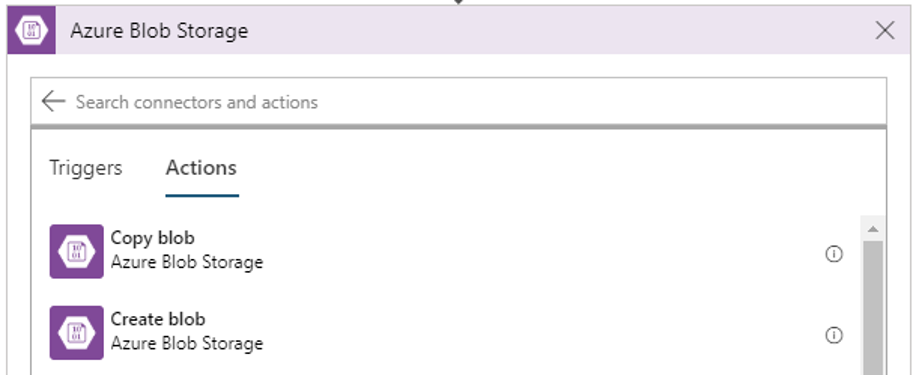 Azure Blob Storage
Search connectors and actions
Triggers Actions
Copy blob
Azure Blob Storage
Create blob
Azure Blob Storage